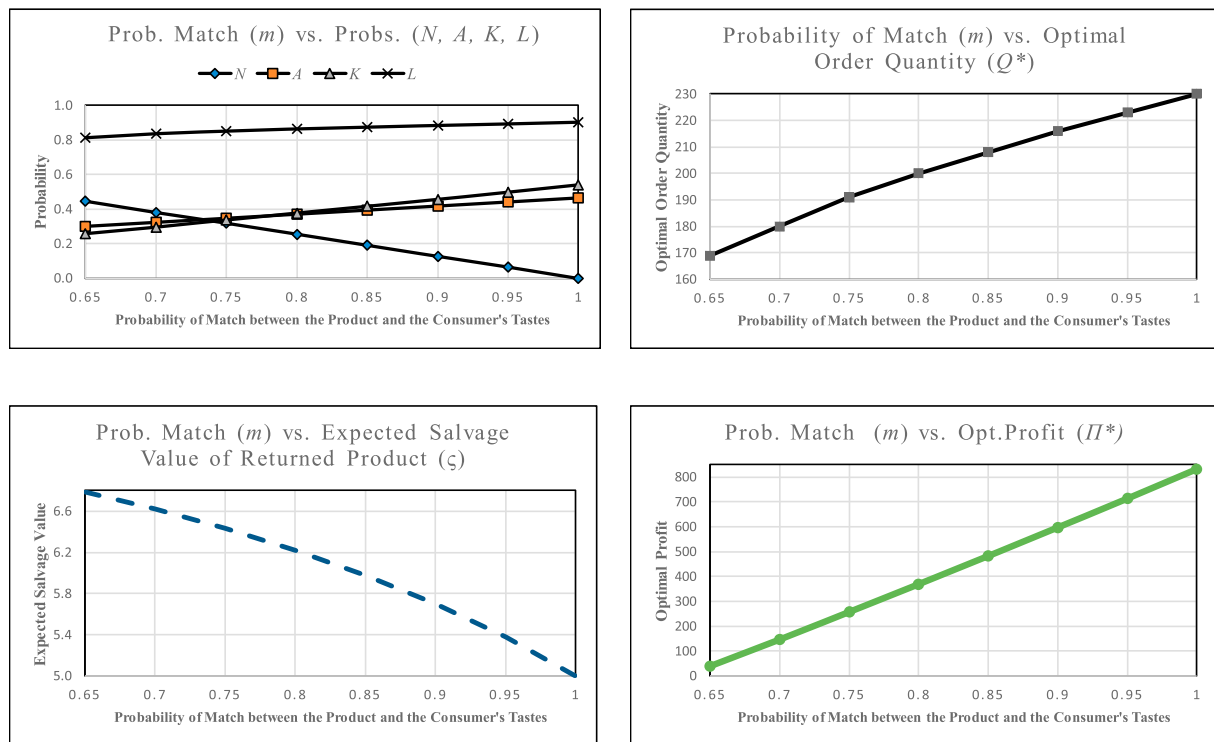 Prob. Match (m) vs. Probs. (N, A, K, L)
N A K L
1.0
0.8
0.6
0.4
0.2
0.0
Probability
0.65 0.7 0.75 0.8 0.85 0.9 0.95 1
Probability of Match between the Product and the Consumer's Tastes
Probability of Match (m) vs. Optimal
Order Quantity (Q*)
230
220
210
200
190
180
170
160
Optimal Order Quantity
0.65 0.7 0.75 0.8 0.85 0.9 0.95 1
Probability of Match between the Product and the Consumer's Tastes
Prob. Match (m) vs. Expected Salvage
Value of Returned Product (ς)
6.6
6.2
5.8
5.4
5.0
Expected Salvage Value
0.65 0.7 0.75 0.8 0.85 0.9 0.95 1
Probability of Match between the Product and the Consumer's Tastes
Prob. Match (m) vs. Opt.Profit (Π*)
800
700
600
500
400
300
200
100
0
Optimal Profit
0.65 0.7 0.75 0.8 0.85 0.9 0.95 1
Probability of Match between the Product and the Consumer's Tastes